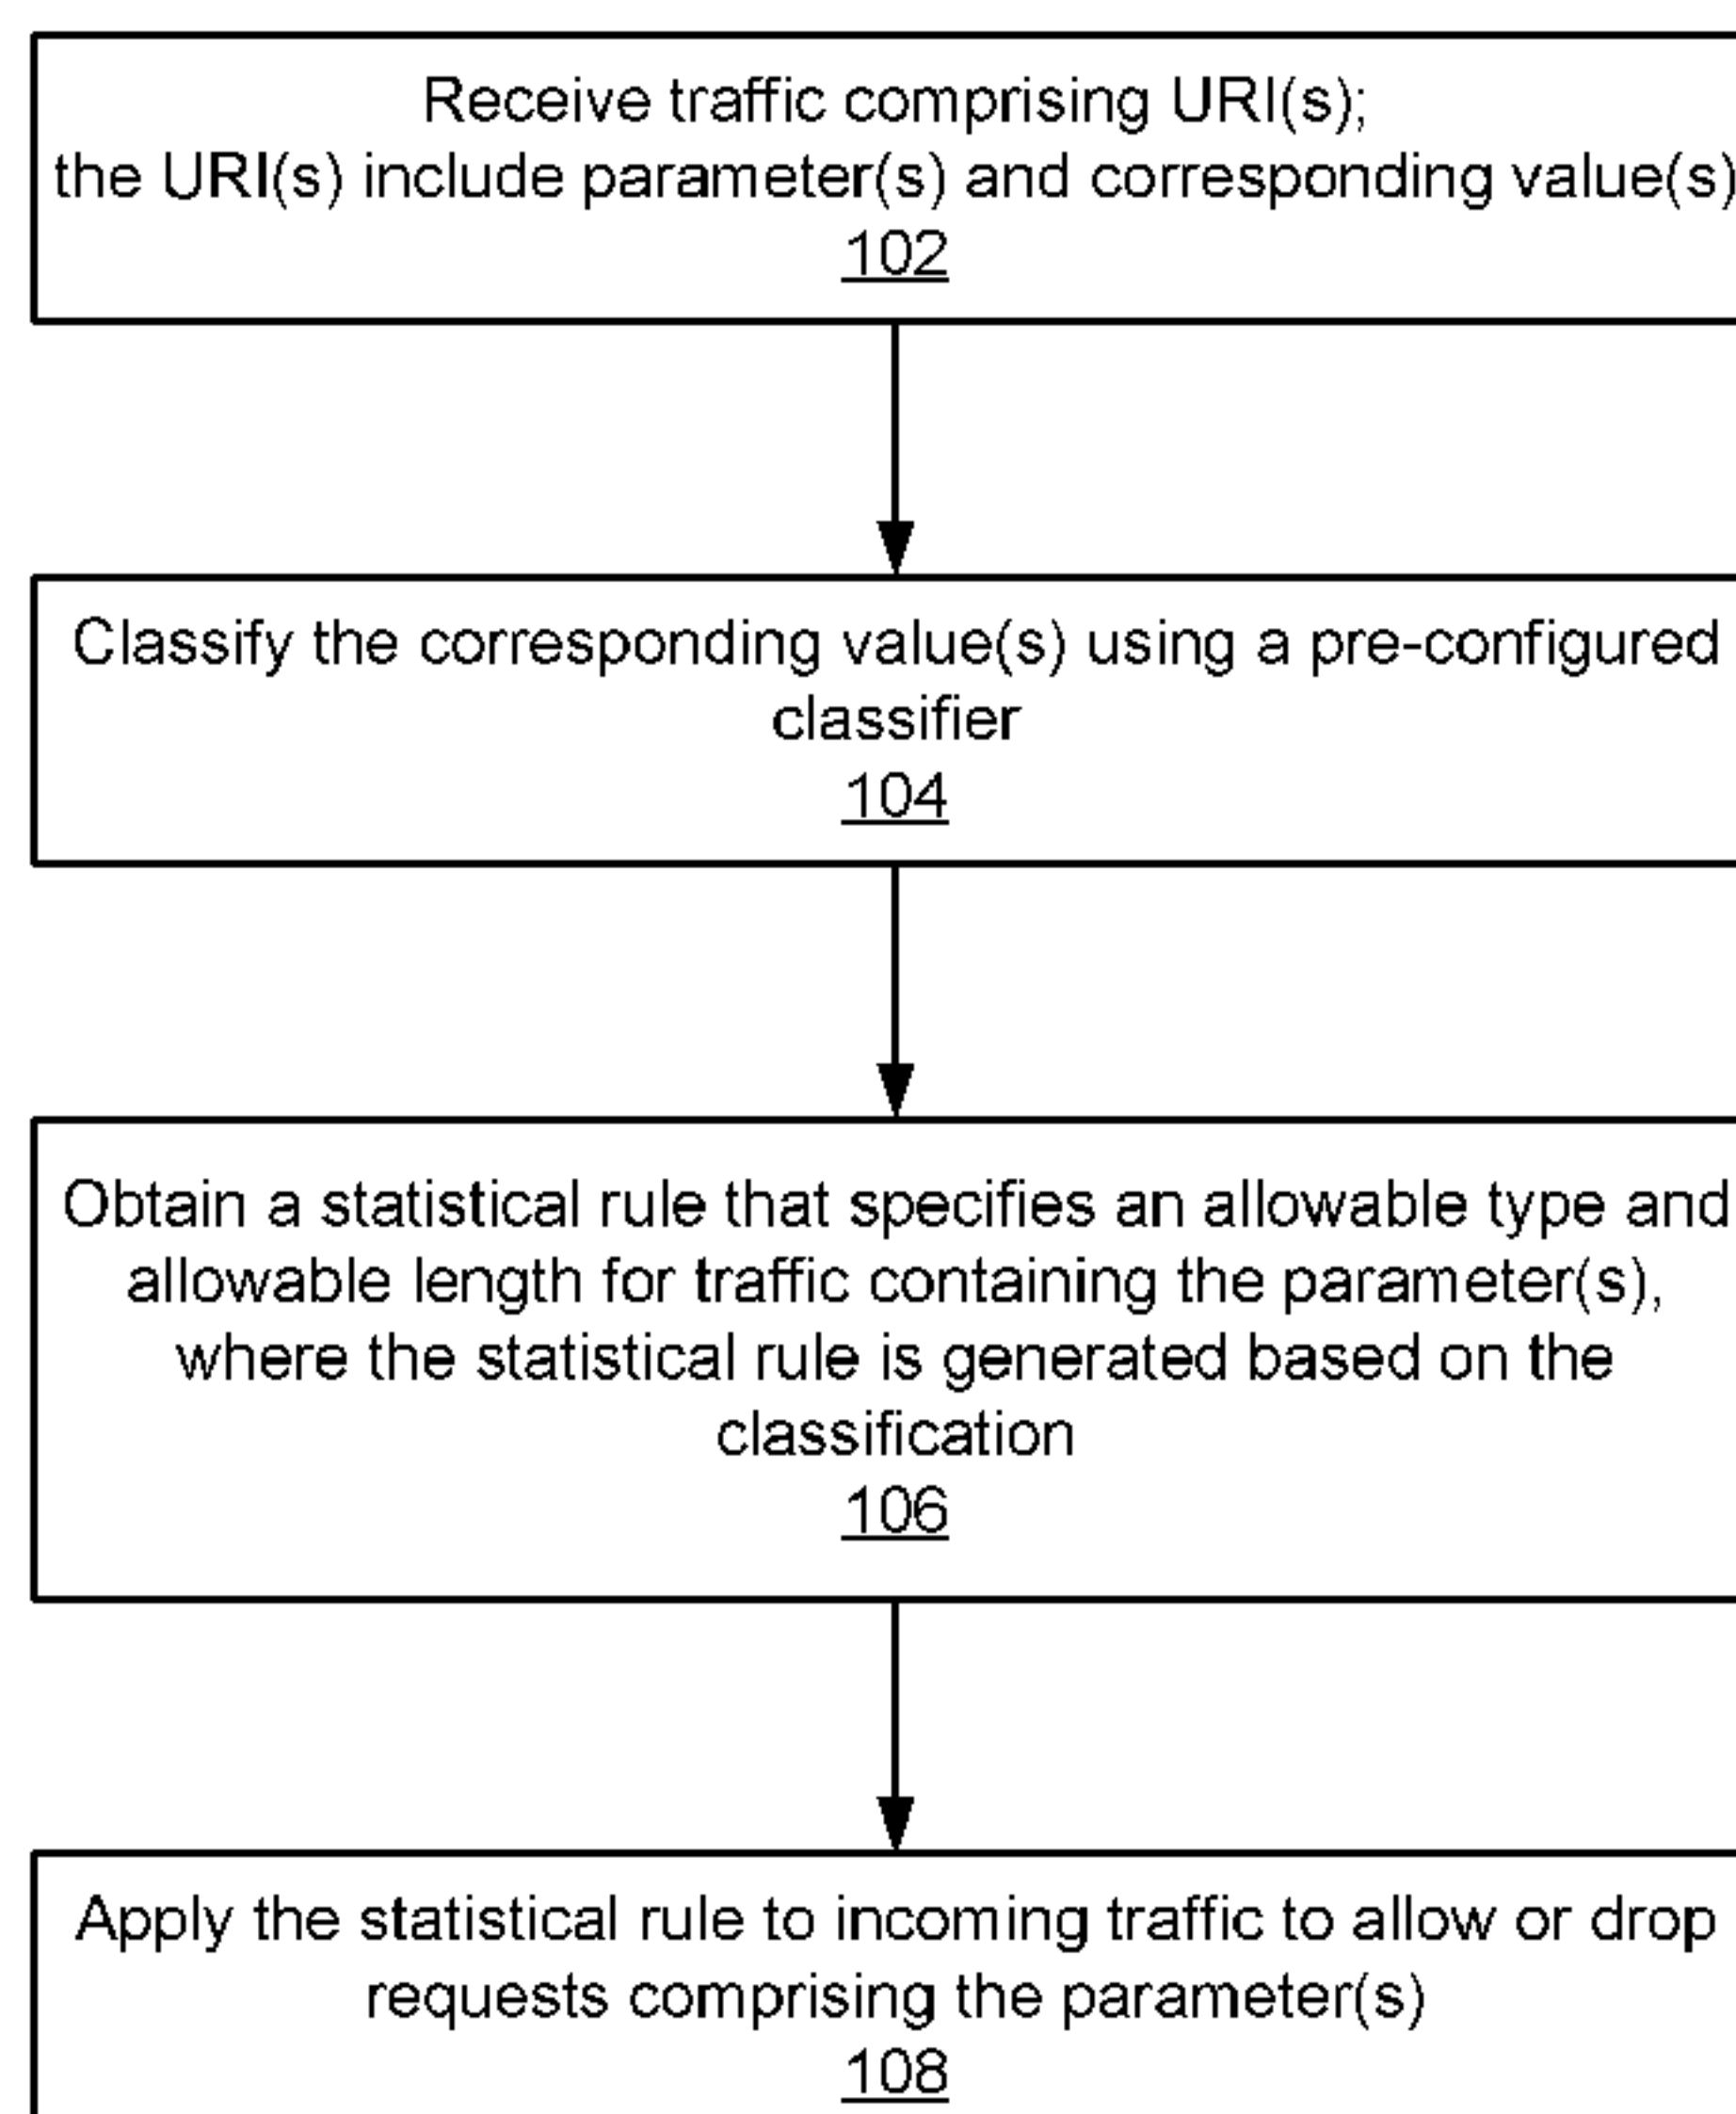 Receive traffic comprising URI(s);
the URI(s) include parameter(s) and corresponding value(s)
102
Classify the corresponding value(s) using a pre-configured
classifier
104
Obtain a statistical rule that specifies an allowable type and
allowable length for traffic containing the parameter(s),
where the statistical rule is generated based on the
classification
106
Apply the statistical rule to incoming traffic to allow or drop
requests comprising the parameter(s)
108